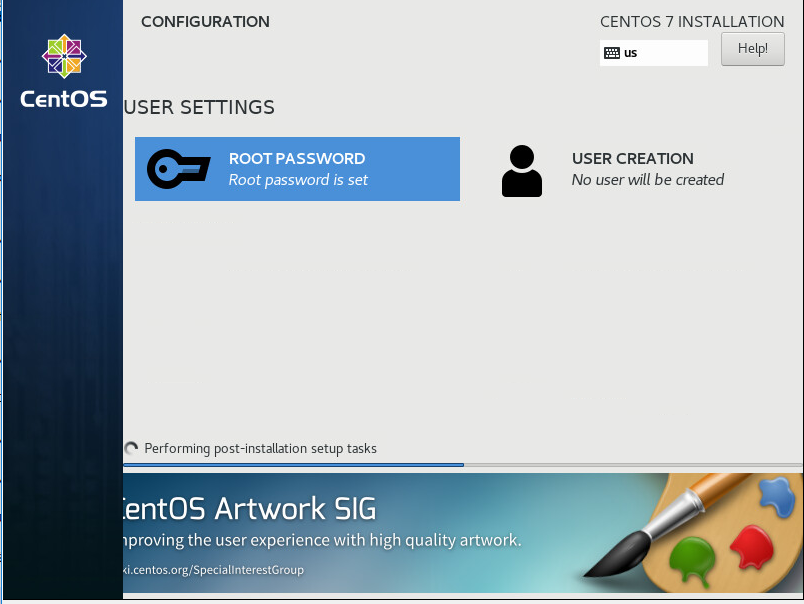 CONFIGURATION
CENTOS 7 INSTALLATION
us
Help!
CentOS
USER SETTINGS
ROOT PASSWORD
Root password is set
USER CREATION
No user will be created
Performing post-installation setup tasks
CentOS Artwork SIG
mproving the user experience with high quality artwork.
ki.centos.org/SpecialInterestGroup